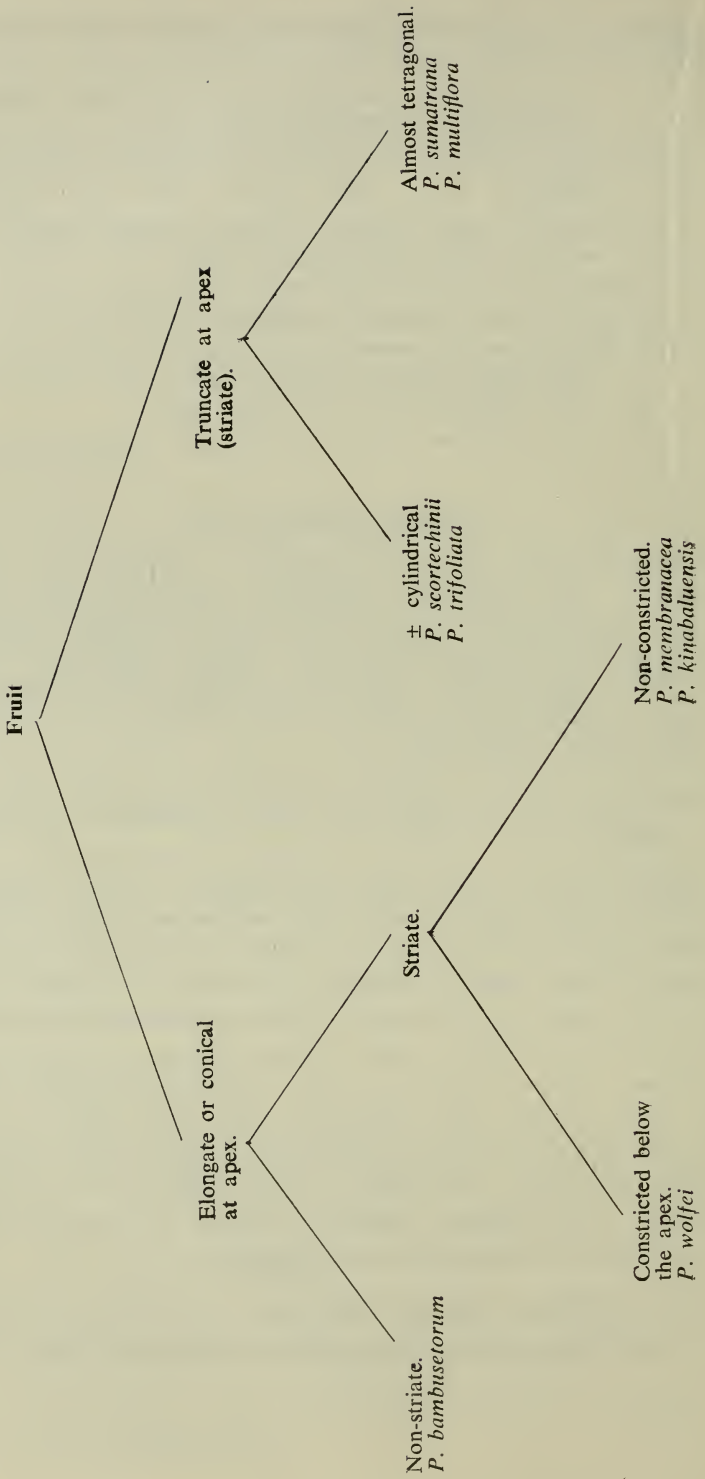 Fruit
Elongate or conical
at apex.
Truncate at apex
(striate).
Non-striate.
P. bambusetorum
Striate.
± cylindrical
P. scortechinii
P. trifoliata
Almost tetragonal.
P. sumatrana
P. multiflora
Constricted below
the apex.
P. wolfei
Non-constricted.
P. membranacea
P. kinabaluensis